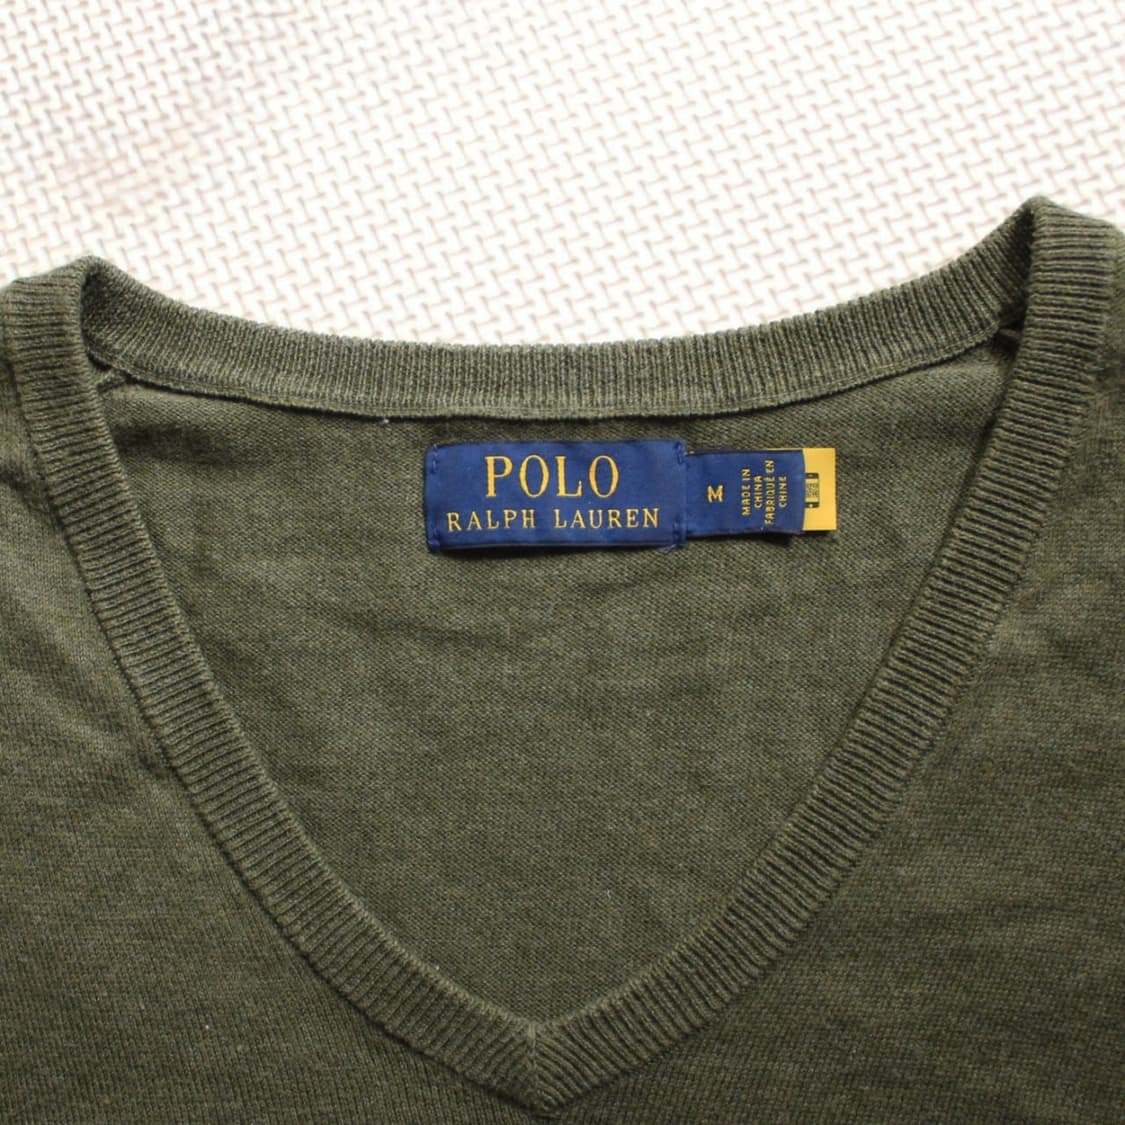 POLO
RALPH LAUREN
M
MADE IN
CHINA
FABRIQUÉ EN
CHINE